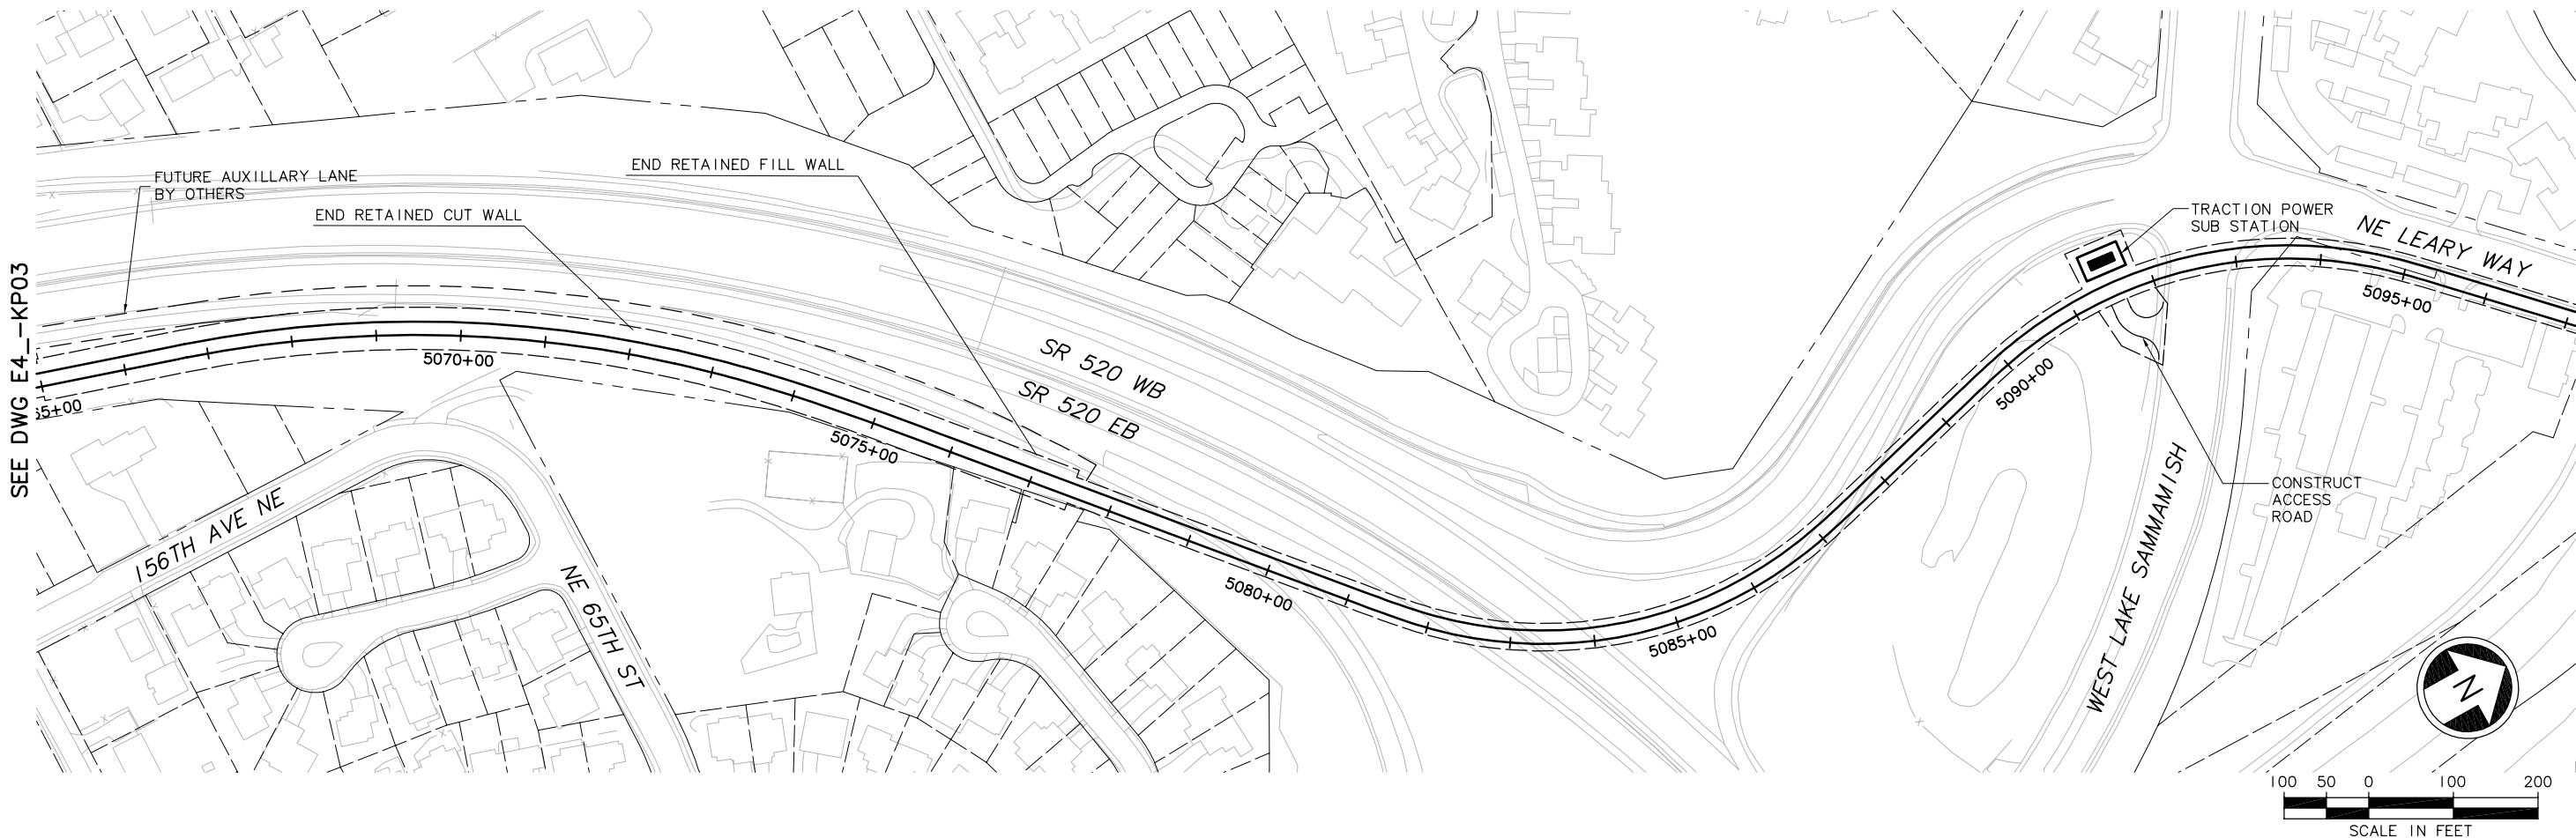 SEE DWG E4_-KP03
FUTURE AUXILLARY LANE
BY OTHERS
END RETAINED CUT WALL
END RETAINED FILL WALL
65+00
5070+00
5075+00
5080+00
5085+00
5090+00
5095+00
SR 520 WB
SR 520 EB
156TH AVE NE
NE 65TH ST
TRACTION POWER
SUB STATION
NE LEARY WAY
WEST LAKE SAMMAMISH
CONSTRUCT
ACCESS
ROAD
N
100 50 0 100 200
SCALE IN FEET